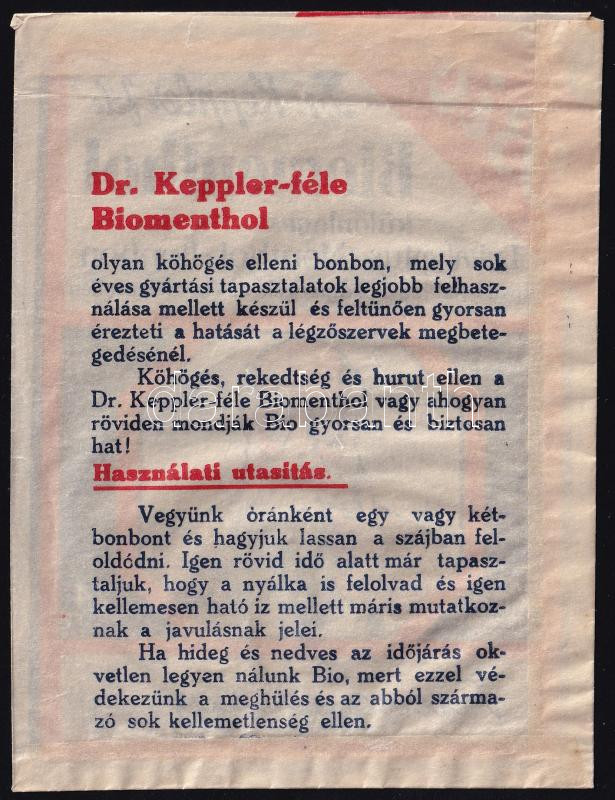 Dr. Keppler-féle
Biomenthol
olyan köhögés elleni bonbon, mely sok
éves gyártási tapasztalatok legjobb felhasz-
nálása mellett készül és feltünően gyorsan
érezteti a hatását a légzőszervek megbete-
gedésénél.
Köhögés, rekedtség és hurut ellen a
Dr. Keppler-féle Biomenthol vagy ahogyan
röviden mondják Bio gyorsan és biztosan
hat!
Használati utasitás.
Vegyünk óránként egy vagy két-
bonbont és hagyjuk lassan a szájban fel-
oldódni. Igen rövid idő alatt már tapasz-
taljuk, hogy a nyálka is felolvad és igen
kellemesen ható iz mellett máris mutatkoz-
nak a javulásnak jelei.
Ha hideg és nedves az időjárás ok-
vetlen legyen nálunk Bio, mert ezzel vé-
dekezünk a meghülés és az abból szárma-
zó sok kellemetlenség ellen.